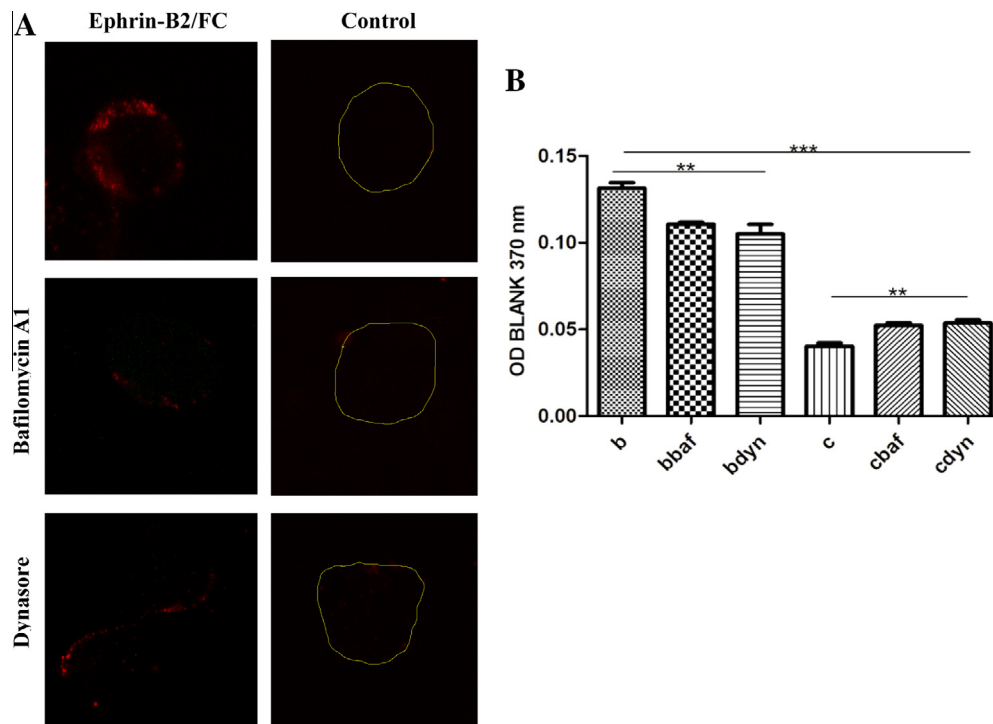 A
Ephrin-B2/FC
Control
Bafilomycin A1
Dynasore
B
OD BLANK 370 nm
0.15
0.10
0.05
0.00
***
**
**
b
bbaf
bdyn
c
cbaf
cdyn